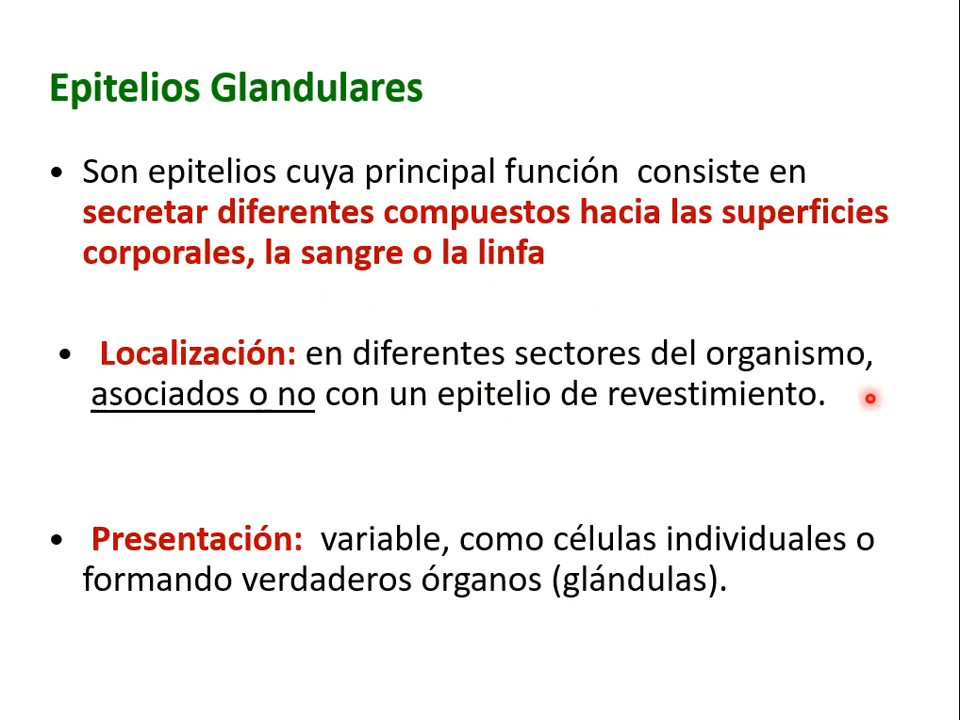 Epitelios Glandulares
• Son epitelios cuya principal función consiste en
secretar diferentes compuestos hacia las superficies
corporales, la sangre o la linfa
• Localización: en diferentes sectores del organismo,
asociados o no con un epitelio de revestimiento.
• Presentación: variable, como células individuales o
formando verdaderos órganos (glándulas).